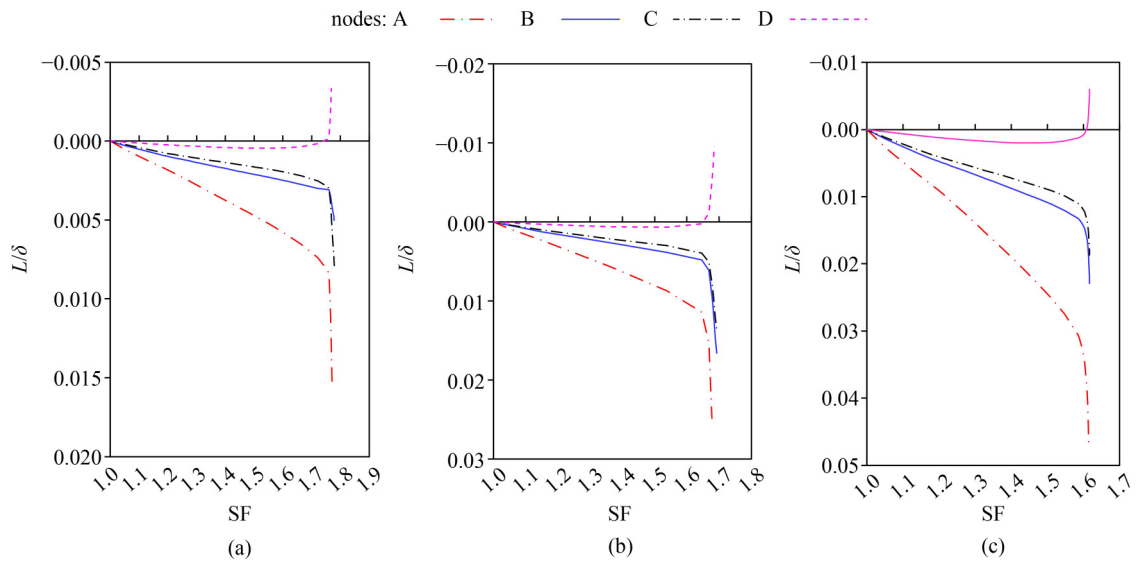 nodes: A B C D
−0.005
0.000
0.005
0.010
0.015
0.020
L/δ
1.0 1.1 1.2 1.3 1.4 1.5 1.6 1.7 1.8 1.9
SF
(a)
−0.02
−0.01
0.00
0.01
0.02
0.03
L/δ
1.0 1.1 1.2 1.3 1.4 1.5 1.6 1.7 1.8
SF
(b)
−0.01
0.00
0.01
0.02
0.03
0.04
0.05
L/δ
1.0 1.1 1.2 1.3 1.4 1.5 1.6 1.7
SF
(c)